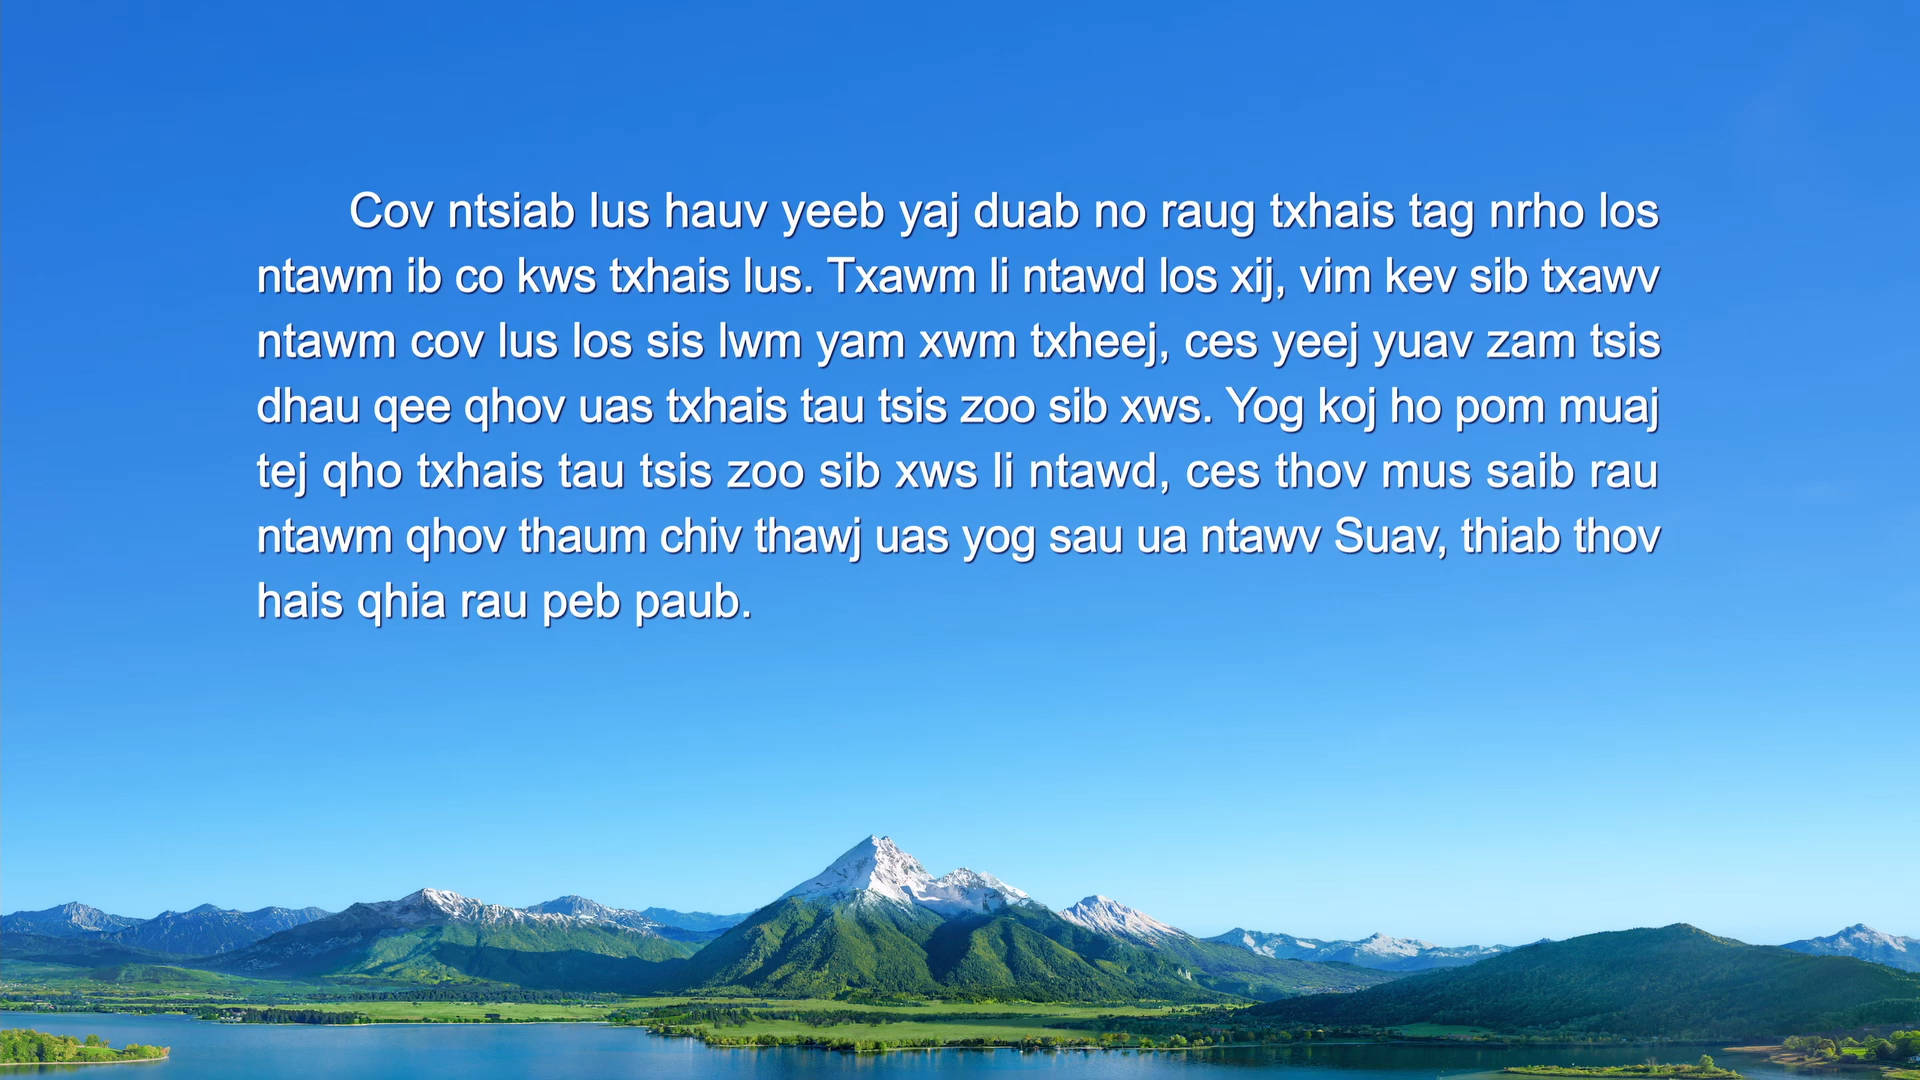 Cov ntsiab lus hauv yeeb yaj duab no raug txhais tag nrho los
ntawm ib co kws txhais lus. Txawm li ntawd los xij, vim kev sib txawv
ntawm cov lus los sis lwm yam xwm txheej, ces yeej yuav zam tsis
dhau qee qhov uas txhais tau tsis zoo sib xws. Yog koj ho pom muaj
tej qho txhais tau tsis zoo sib xws li ntawd, ces thov mus saib rau
ntawm qhov thaum chiv thawj uas yog sau ua ntawv Suav, thiab thov
hais qhia rau peb paub.